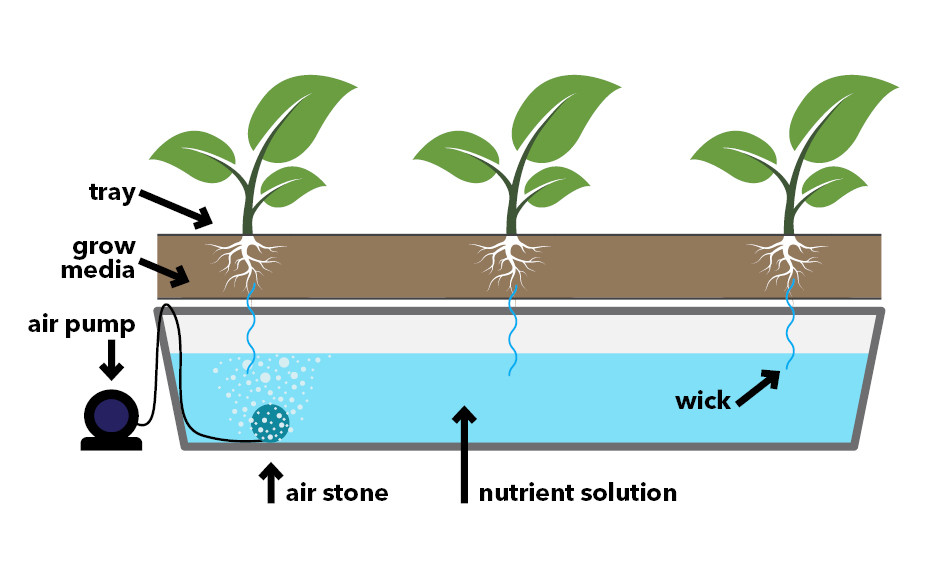 tray
grow
media
air pump
wick
air stone
nutrient solution